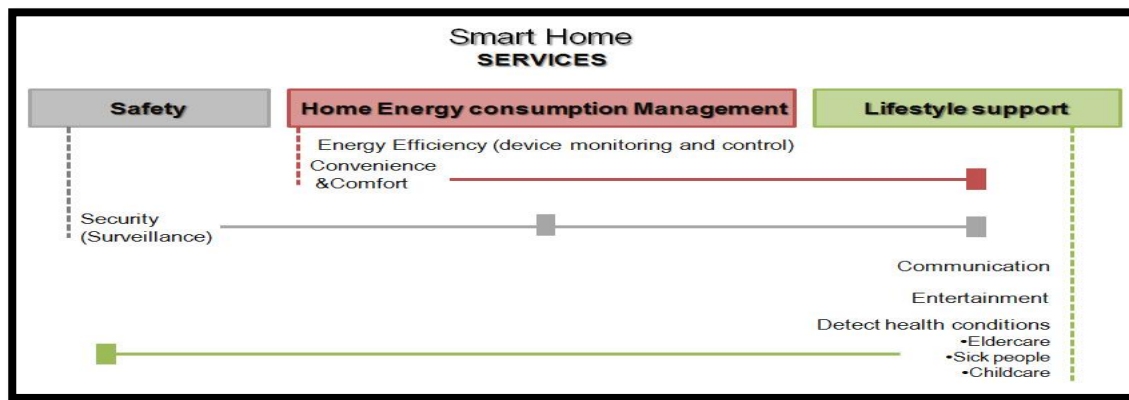 Smart Home
SERVICES
Safety
Home Energy consumption Management
Lifestyle support
Energy Efficiency (device monitoring and control)
Convenience
&Comfort
Security
(Surveillance)
Communication
Entertainment
Detect health conditions
•Eldercare
•Sick people
•Childcare